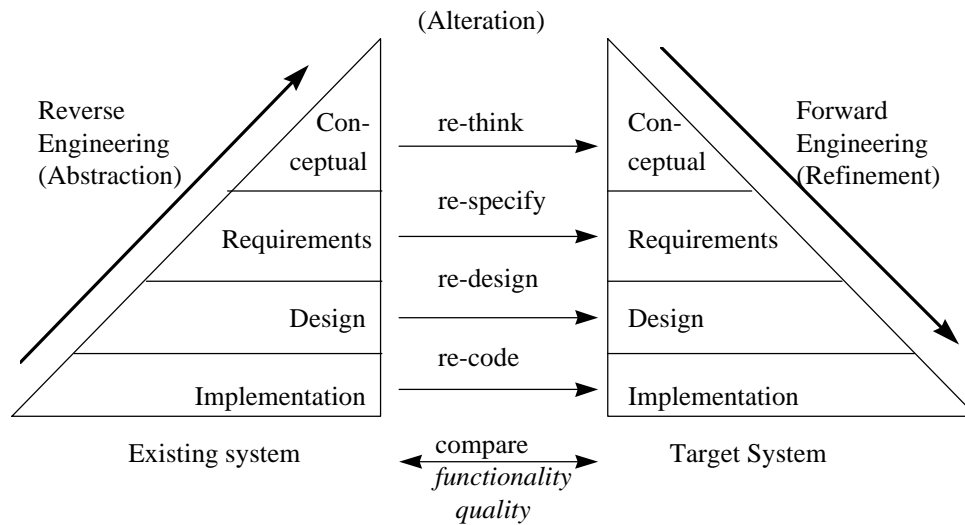 (Alteration)
Reverse
Engineering
(Abstraction)
Con-
ceptual
re-think
Con-
ceptual
Forward
Engineering
(Refinement)
Requirements
re-specify
Requirements
Design
re-design
Design
Implementation
re-code
Implementation
Existing system
compare
functionality
quality
Target System